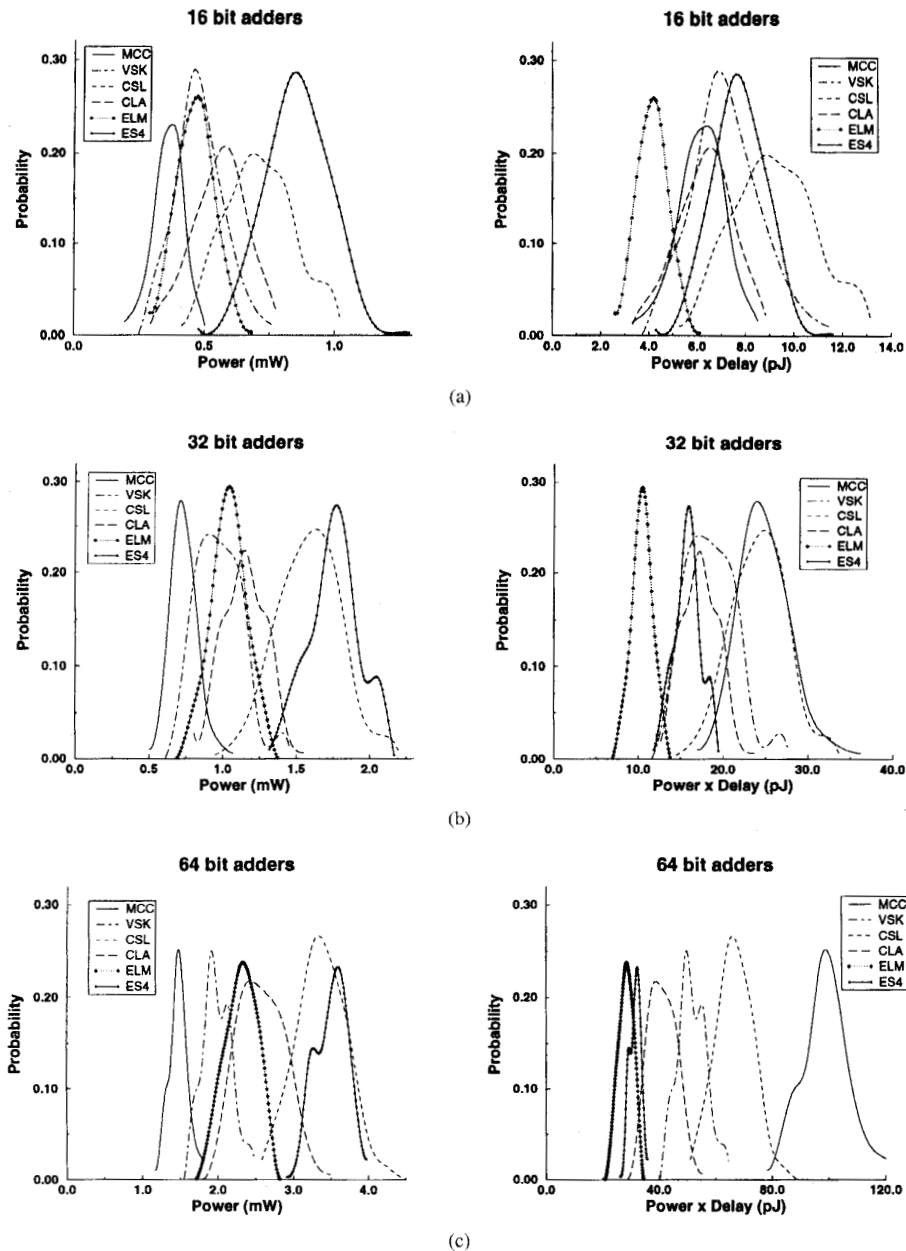 16 bit adders
0.30
0.20
0.10
0.00
Probability
MCC
VSK
CSL
CLA
ELM
ES4
0.0
0.5
1.0
Power (mW)
16 bit adders
0.30
0.20
0.10
0.00
Probability
MCC
VSK
CSL
CLA
ELM
ES4
0.0
2.0
4.0
6.0
8.0
10.0
12.0
14.0
Power x Delay (pJ)
(a)
32 bit adders
0.30
0.20
0.10
0.00
Probability
MCC
VSK
CSL
CLA
ELM
ES4
0.0
0.5
1.0
1.5
2.0
Power (mW)
32 bit adders
0.30
0.20
0.10
0.00
Probability
MCC
VSK
CSL
CLA
ELM
ES4
0.0
10.0
20.0
30.0
40.0
Power x Delay (pJ)
(b)
64 bit adders
0.30
0.20
0.10
0.00
Probability
MCC
VSK
CSL
CLA
ELM
ES4
0.0
1.0
2.0
3.0
4.0
Power (mW)
64 bit adders
0.30
0.20
0.10
0.00
Probability
MCC
VSK
CSL
CLA
ELM
ES4
0.0
40.0
80.0
120.0
Power x Delay (pJ)
(c)